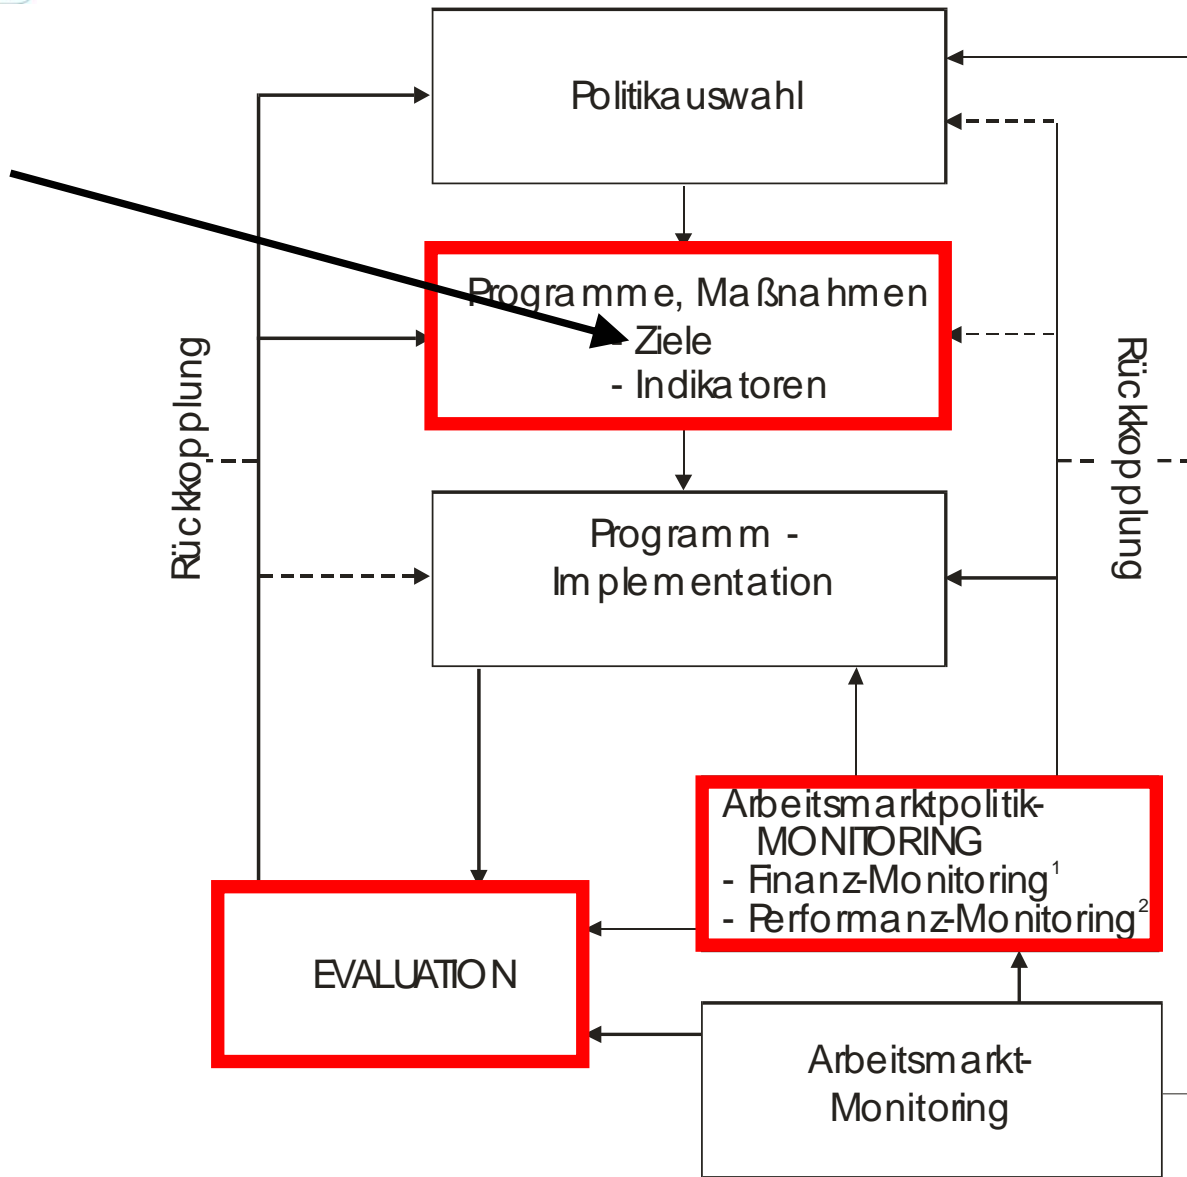 Politikauswahl
Programme, Maßnahmen
- Ziele
- Indikatoren
Rückkopplung
Rückkopplung
Programm -
Implementation
Arbeitsmarktpolitik-
MONITORING
- Finanz-Monitoring¹
- Performanz-Monitoring²
EVALUATION
Arbeitsmarkt-
Monitoring